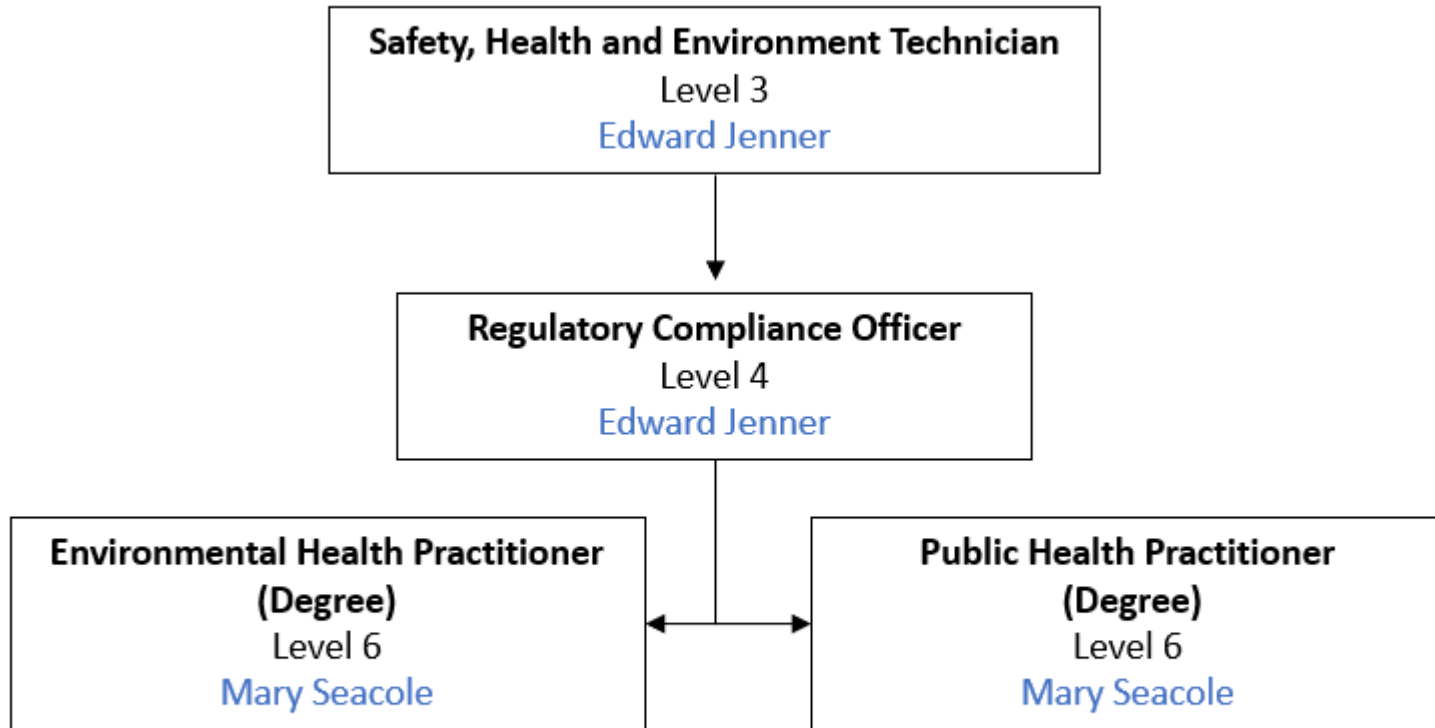 Safety, Health and Environment Technician
Level 3
Edward Jenner
Regulatory Compliance Officer
Level 4
Edward Jenner
Environmental Health Practitioner
(Degree)
Level 6
Mary Seacole
Public Health Practitioner
(Degree)
Level 6
Mary Seacole